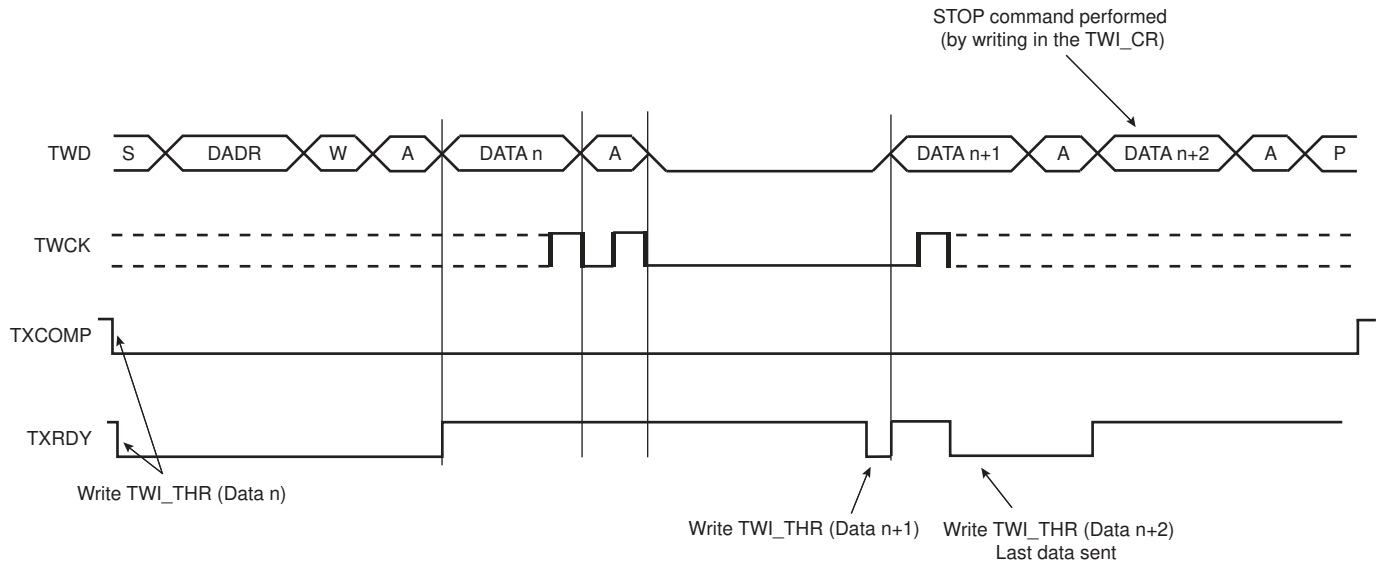 STOP command performed
(by writing in the TWI_CR)
TWD S DADR W A DATA n A DATA n+1 A DATA n+2 A P
TWCK
TXCOMP
TXRDY
Write TWI_THR (Data n)
Write TWI_THR (Data n+1)
Write TWI_THR (Data n+2)
Last data sent